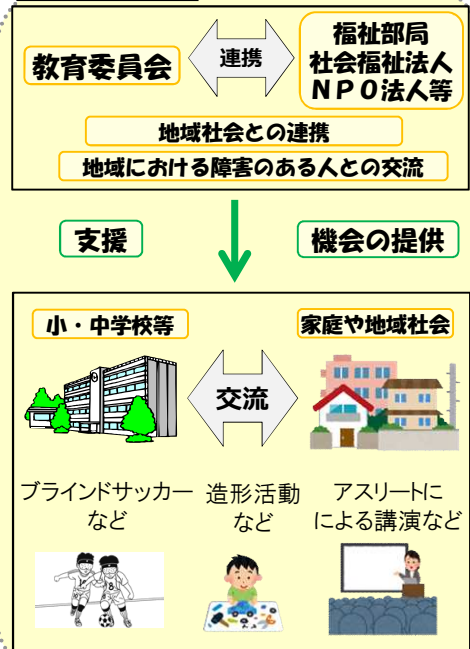 教育委員会
連携
福祉部局
社会福祉法人
NPO法人等
地域社会との連携
地域における障害のある人との交流
支援
機会の提供
小・中学校等
家庭や地域社会
交流
ブラインドサッカー
など
造形活動
など
アスリートに
による講演など